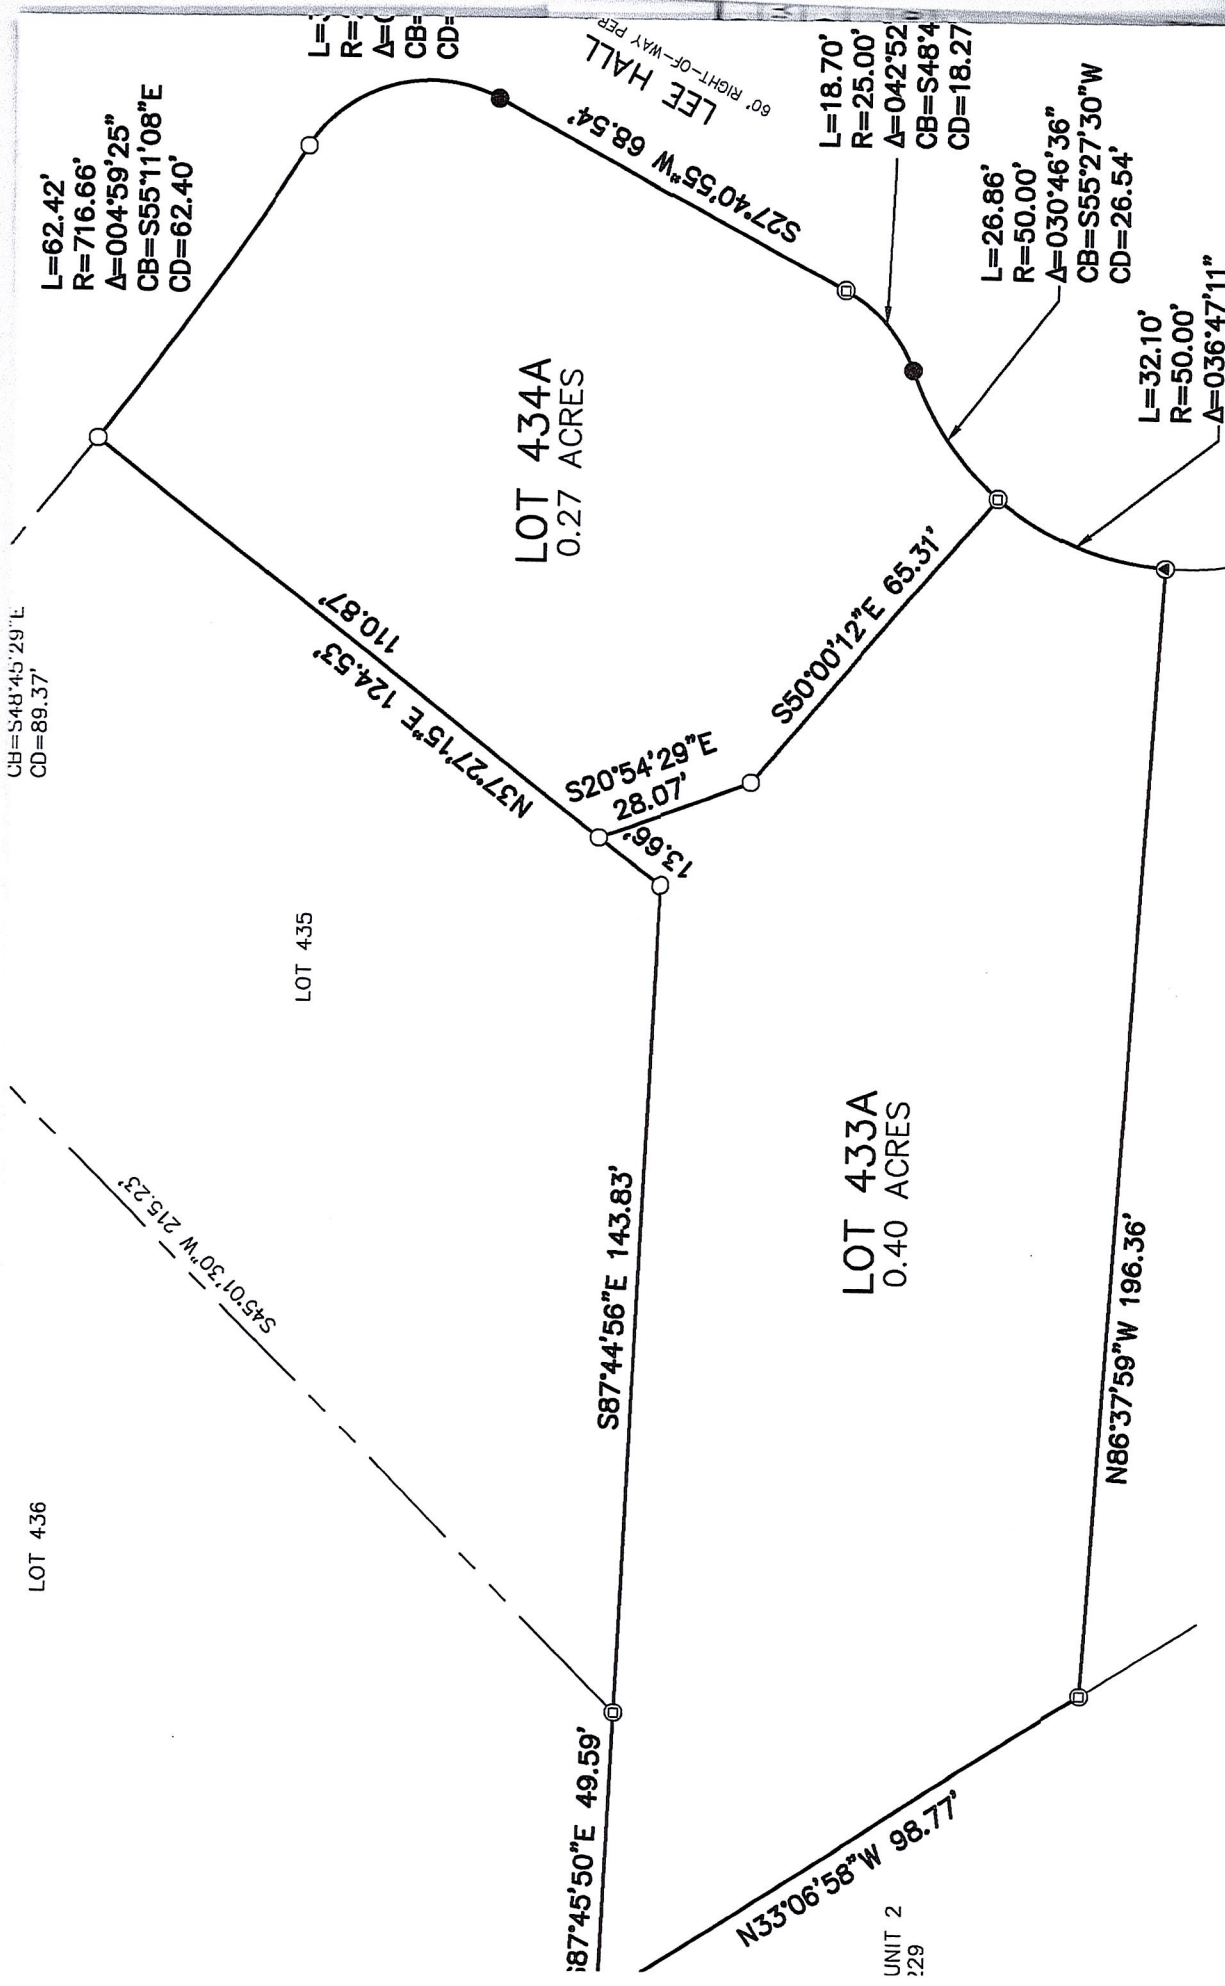 L=62.42'
R=716.66'
Δ=004°59'25"
CB=S55°11'08"E
CD=62.40'
CB=S48°45'29"E
CD=89.37'
L=
R=
Δ=
CB=
CD=
LEE HALL
60' RIGHT-OF-WAY PER
S27°40'55"W 68.54'
L=18.70'
R=25.00'
Δ=042°52'
CB=S48°4
CD=18.27
L=26.86'
R=50.00'
Δ=030°46'36"
CB=S55°27'30"W
CD=26.54'
L=32.10'
R=50.00'
Δ=036°47'11"
LOT 434A
0.27 ACRES
110.87'
N37°27'15"E 124.53'
S20°54'29"E
28.07'
13.66'
S50°00'12"E 65.31'
LOT 435
LOT 436
S45°01'30"W 215.23'
S87°44'56"E 143.83'
LOT 433A
0.40 ACRES
N86°37'59"W 196.36'
87°45'50"E 49.59'
N33°06'58"W 98.77'
UNIT 2
229